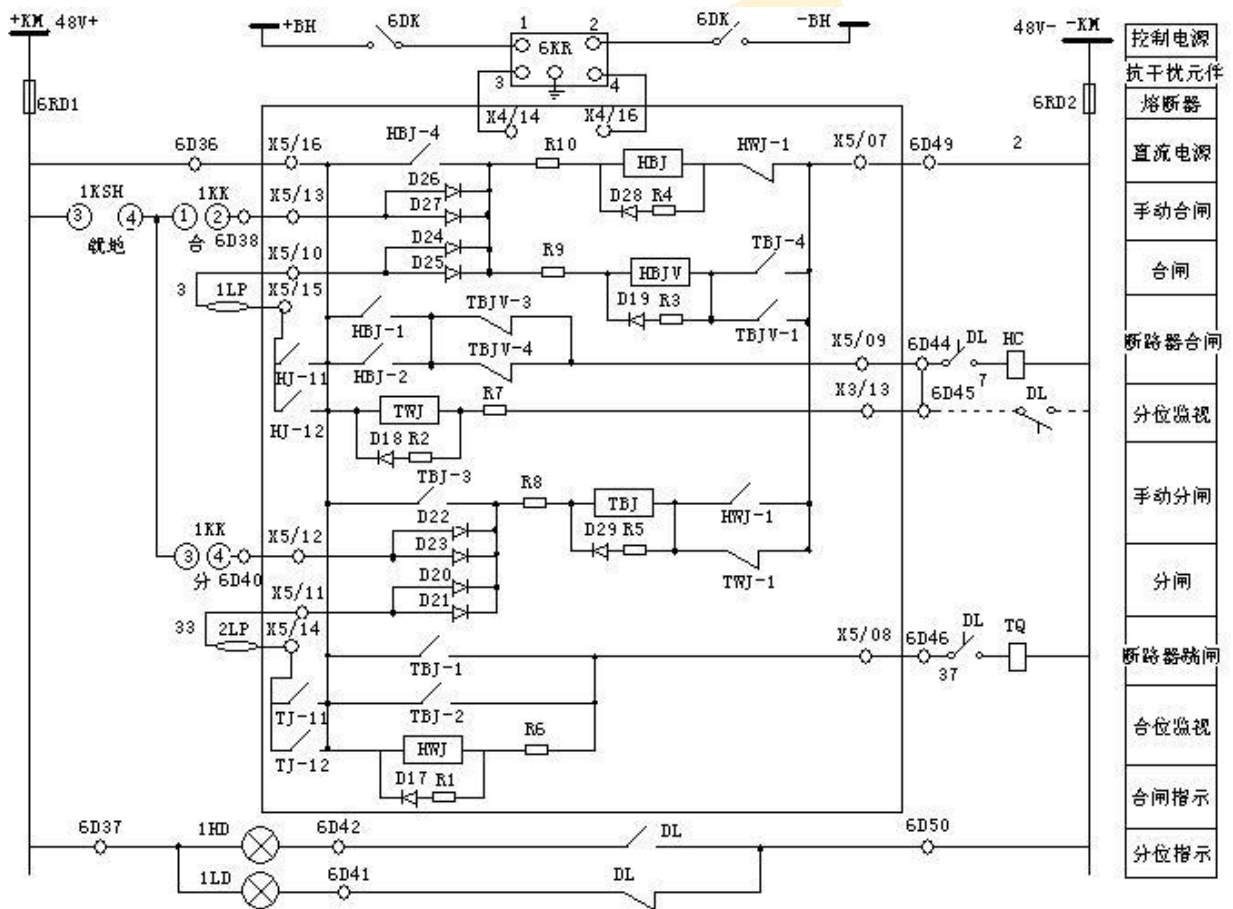 +KM 48V+
+BH
6DK
1
2
6KR
3
4
6DK
-BH
48V- -KM
控制电源
抗干扰元件
熔断器
直流电源
手动合闸
合闸
断路器合闸
分位监视
手动分闸
分闸
断路器跳闸
合位监视
合闸指示
分位指示
6RD1
6RD2
X4/14
X4/16
6D36
X5/16
HBJ-4
R10
HBJ
HWJ-1
X5/07
6D49
2
D26
D28
R4
1KSH
3
4
就地
1KK
1
2
合
6D38
X5/13
D27
X5/10
D24
D25
R9
HBJV
TBJ-4
3
1LP
X5/15
D19
R3
TBJV-1
HBJ-1
TBJV-3
HJ-11
HBJ-2
TBJV-4
X5/09
6D44
DL
7
HC
HJ-12
TWJ
R7
X3/13
6D45
DL
D18
R2
TBJ-3
R8
TBJ
HWJ-1
1KK
3
4
分
6D40
X5/12
D22
D23
D29
R5
TWJ-1
X5/11
D20
D21
33
2LP
X5/14
TBJ-1
X5/08
6D46
DL
37
TQ
TJ-11
TBJ-2
TJ-12
HWJ
R6
D17
R1
6D37
1HD
6D42
DL
6D50
1LD
6D41
DL